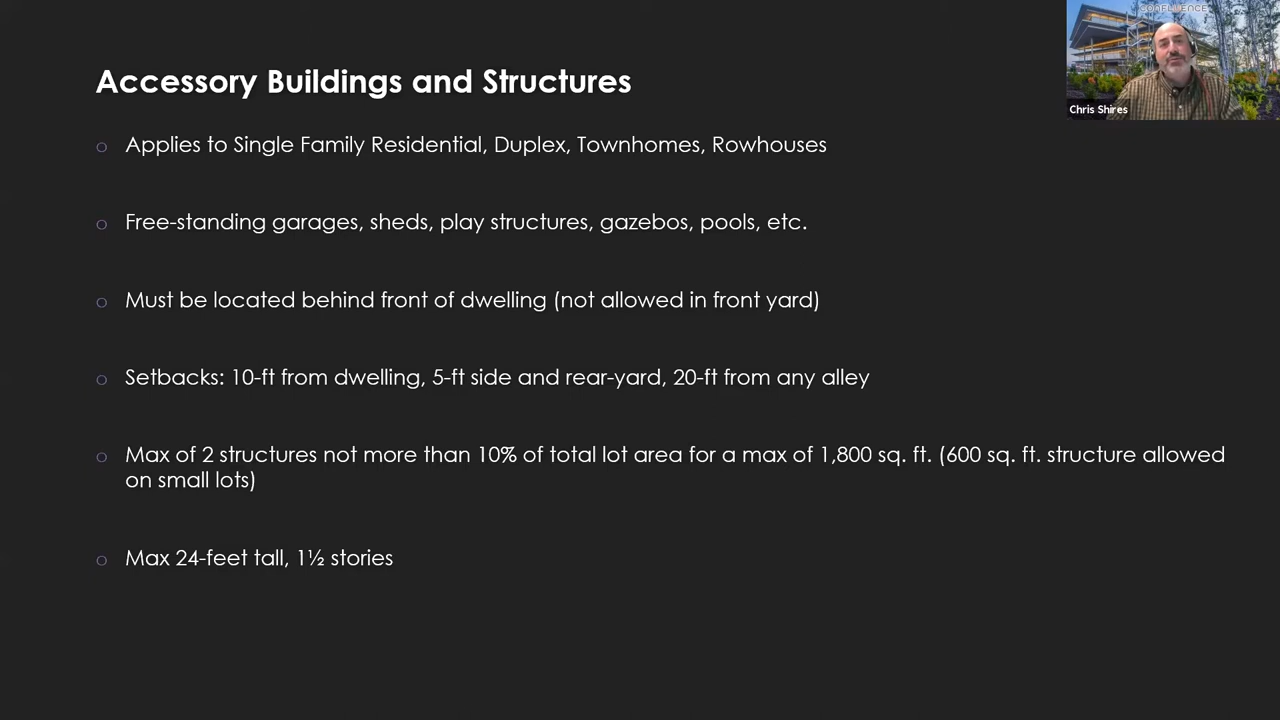 CONFLUENCE
Chris Shires
Accessory Buildings and Structures
Applies to Single Family Residential, Duplex, Townhomes, Rowhouses
Free-standing garages, sheds, play structures, gazebos, pools, etc.
Must be located behind front of dwelling (not allowed in front yard)
Setbacks: 10-ft from dwelling, 5-ft side and rear-yard, 20-ft from any alley
Max of 2 structures not more than 10% of total lot area for a max of 1,800 sq. ft. (600 sq. ft. structure allowed
on small lots)
Max 24-feet tall, 1½ stories